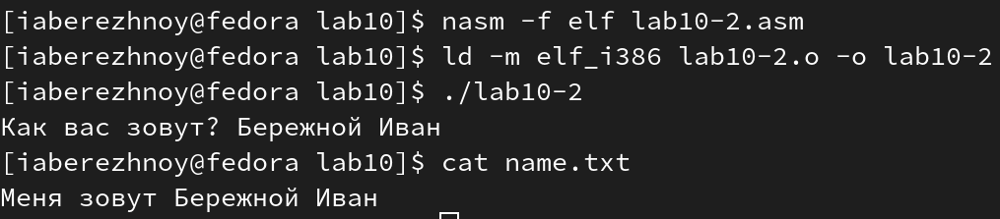 [iaberezhnoy@fedora lab10]$ nasm -f elf lab10-2.asm
[iaberezhnoy@fedora lab10]$ ld -m elf_i386 lab10-2.o -o lab10-2
[iaberezhnoy@fedora lab10]$ ./lab10-2
Как вас зовут? Бережной Иван
[iaberezhnoy@fedora lab10]$ cat name.txt
Меня зовут Бережной Иван